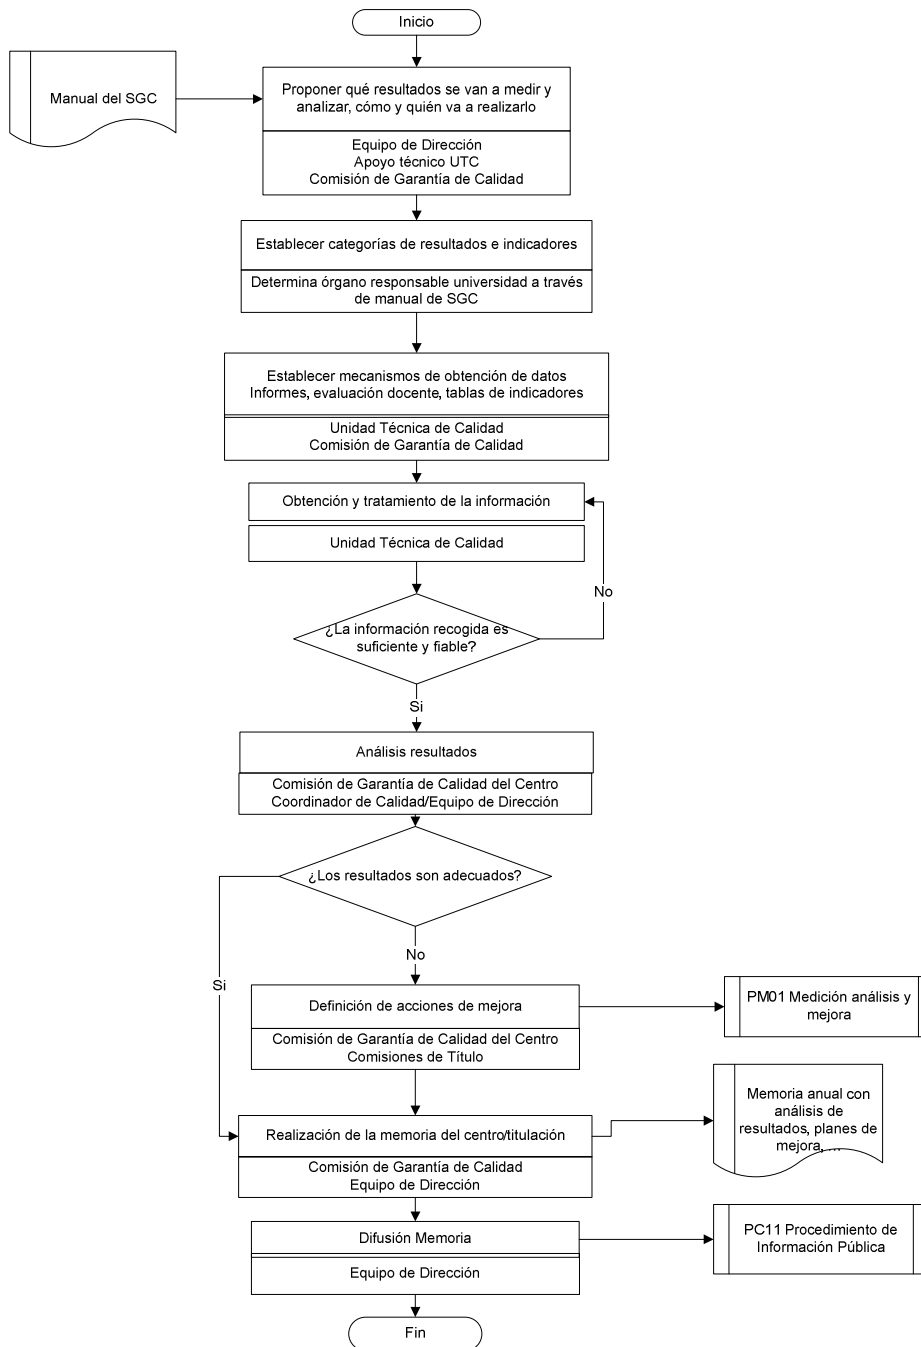 Inicio
Manual del SGC
Proponer qué resultados se van a medir y
analizar, cómo y quién va a realizarlo
Equipo de Dirección
Apoyo técnico UTC
Comisión de Garantía de Calidad
Establecer categorías de resultados e indicadores
Determina órgano responsable universidad a través
de manual de SGC
Establecer mecanismos de obtención de datos
Informes, evaluación docente, tablas de indicadores
Unidad Técnica de Calidad
Comisión de Garantía de Calidad
Obtención y tratamiento de la información
Unidad Técnica de Calidad
No
¿La información recogida es
suficiente y fiable?
Si
Análisis resultados
Comisión de Garantía de Calidad del Centro
Coordinador de Calidad/Equipo de Dirección
¿Los resultados son adecuados?
No
Si
Definición de acciones de mejora
Comisión de Garantía de Calidad del Centro
Comisiones de Título
PM01 Medición análisis y
mejora
Memoria anual con
análisis de
resultados, planes de
mejora, ...
Realización de la memoria del centro/titulación
Comisión de Garantía de Calidad
Equipo de Dirección
Difusión Memoria
Equipo de Dirección
PC11 Procedimiento de
Información Pública
Fin